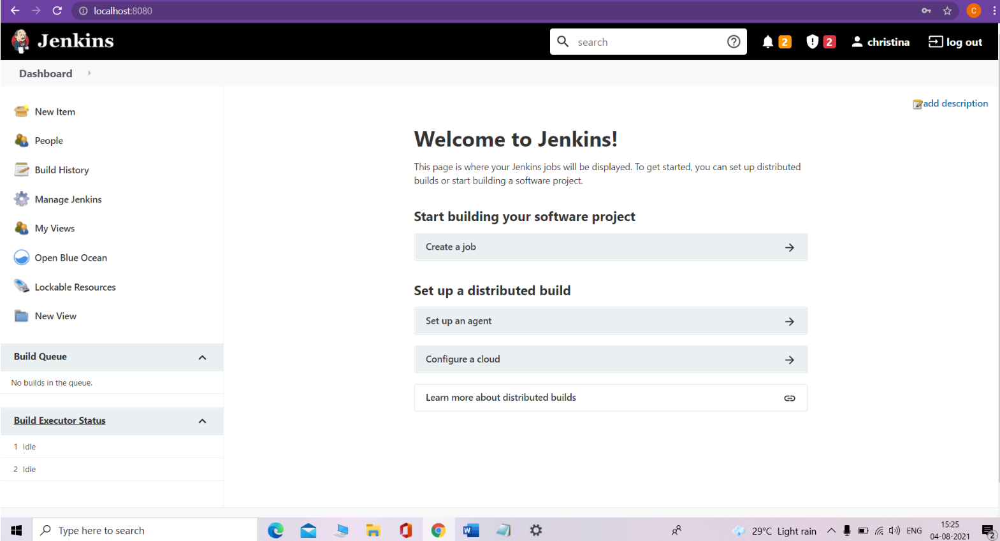 localhost:8080
C
Jenkins
search
2
2
christina
log out
Dashboard
add description
New Item
People
Build History
Manage Jenkins
My Views
Open Blue Ocean
Lockable Resources
New View
Build Queue
No builds in the queue.
Build Executor Status
1 Idle
2 Idle
Welcome to Jenkins!
This page is where your Jenkins jobs will be displayed. To get started, you can set up distributed
builds or start building a software project.
Start building your software project
Create a job
Set up a distributed build
Set up an agent
Configure a cloud
Learn more about distributed builds
Type here to search
29°C Light rain
ENG
15:25
04-08-2021
2